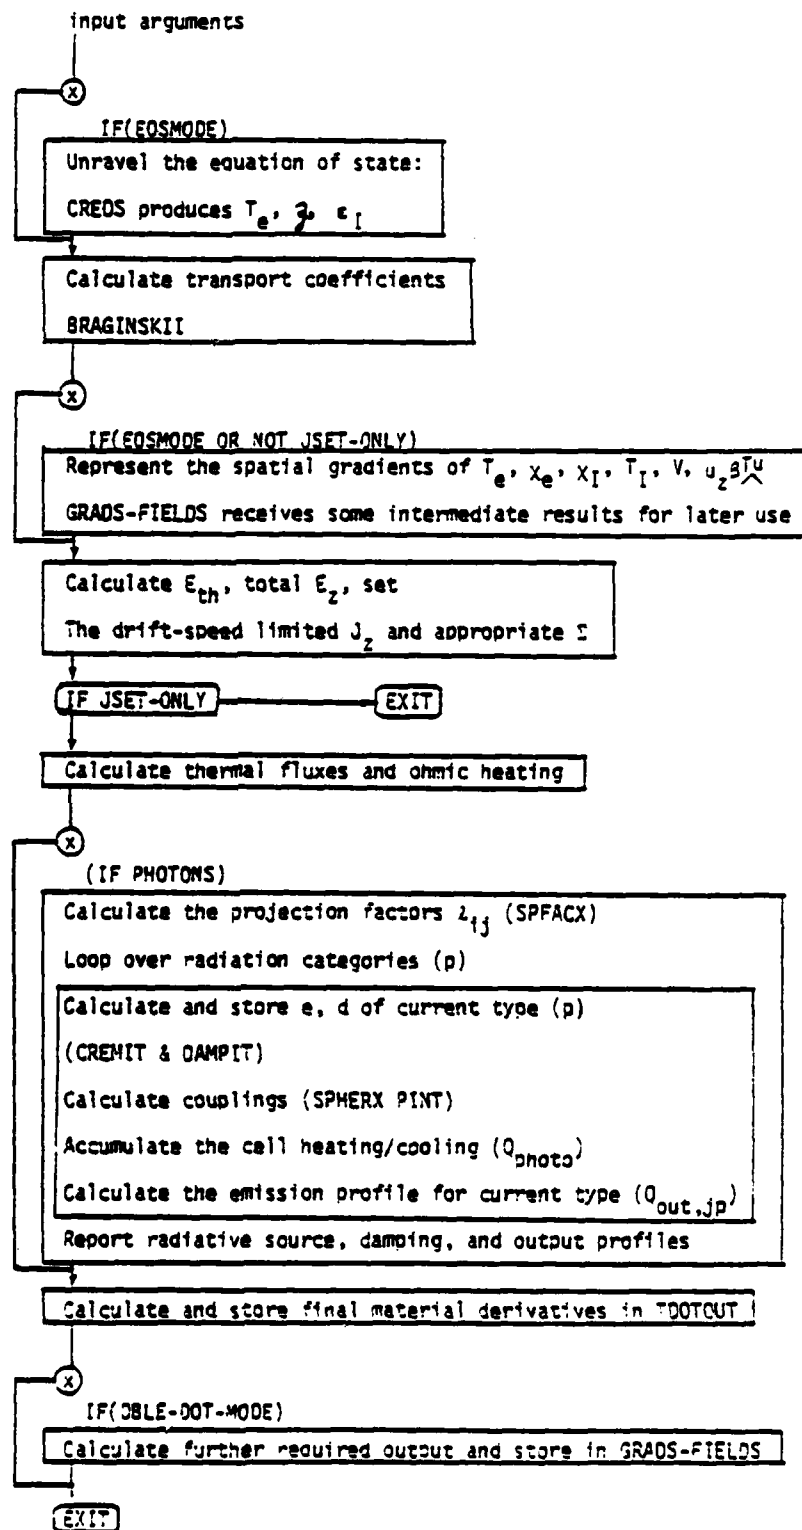 input arguments
x
IF(EOSMODE)
Unravel the equation of state:
CREOS produces T_e, z, ε_I
Calculate transport coefficients
BRAGINSKII
x
IF(EOSMODE OR NOT JSET-ONLY)
Represent the spatial gradients of T_e, χ_e, χ_I, T_I, V, u_z
GRADS-FIELDS receives some intermediate results for later use
Calculate E_th, total E_z, set
The drift-speed limited J_z and appropriate Σ
IF JSET-ONLY
EXIT
Calculate thermal fluxes and ohmic heating
x
(IF PHOTONS)
Calculate the projection factors _ij (SPFACX)
Loop over radiation categories (p)
Calculate and store e, d of current type (p)
(CREMIT & DAMPIT)
Calculate couplings (SPHERX PINT)
Accumulate the cell heating/cooling (Q_photo)
Calculate the emission profile for current type (Q_out,jp)
Report radiative source, damping, and output profiles
Calculate and store final material derivatives in TDOTOUT
x
IF(DBLE-DOT-MODE)
Calculate further required output and store in GRADS-FIELDS
EXIT